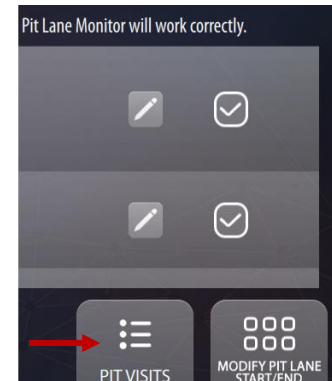 Pit Lane Monitor will work correctly.
PIT VISITS
MODIFY PIT LANE
START/END